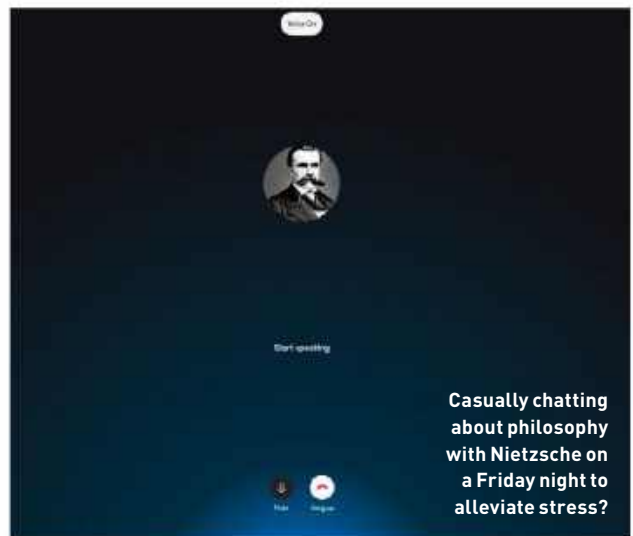 Start speaking
Casually chatting
about philosophy
with Nietzsche on
a Friday night to
alleviate stress?